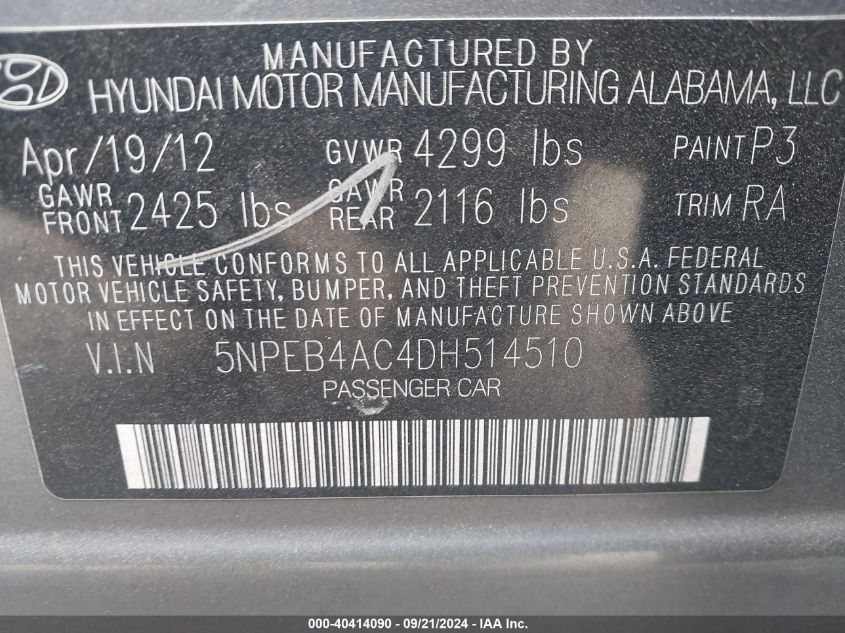 MANUFACTURED BY
HYUNDAI MOTOR MANUFACTURING ALABAMA, LLC
Apr/19/12 GVWR 4299 lbs PAINT P3
GAWR FRONT 2425 lbs GAWR REAR 2116 lbs TRIM RA
THIS VEHICLE CONFORMS TO ALL APPLICABLE U.S.A. FEDERAL
MOTOR VEHICLE SAFETY, BUMPER, AND THEFT PREVENTION STANDARDS
IN EFFECT ON THE DATE OF MANUFACTURE SHOWN ABOVE
V.I.N 5NPEB4AC4DH514510
PASSENGER CAR
000-40414090 - 09/21/2024 - IAA Inc.